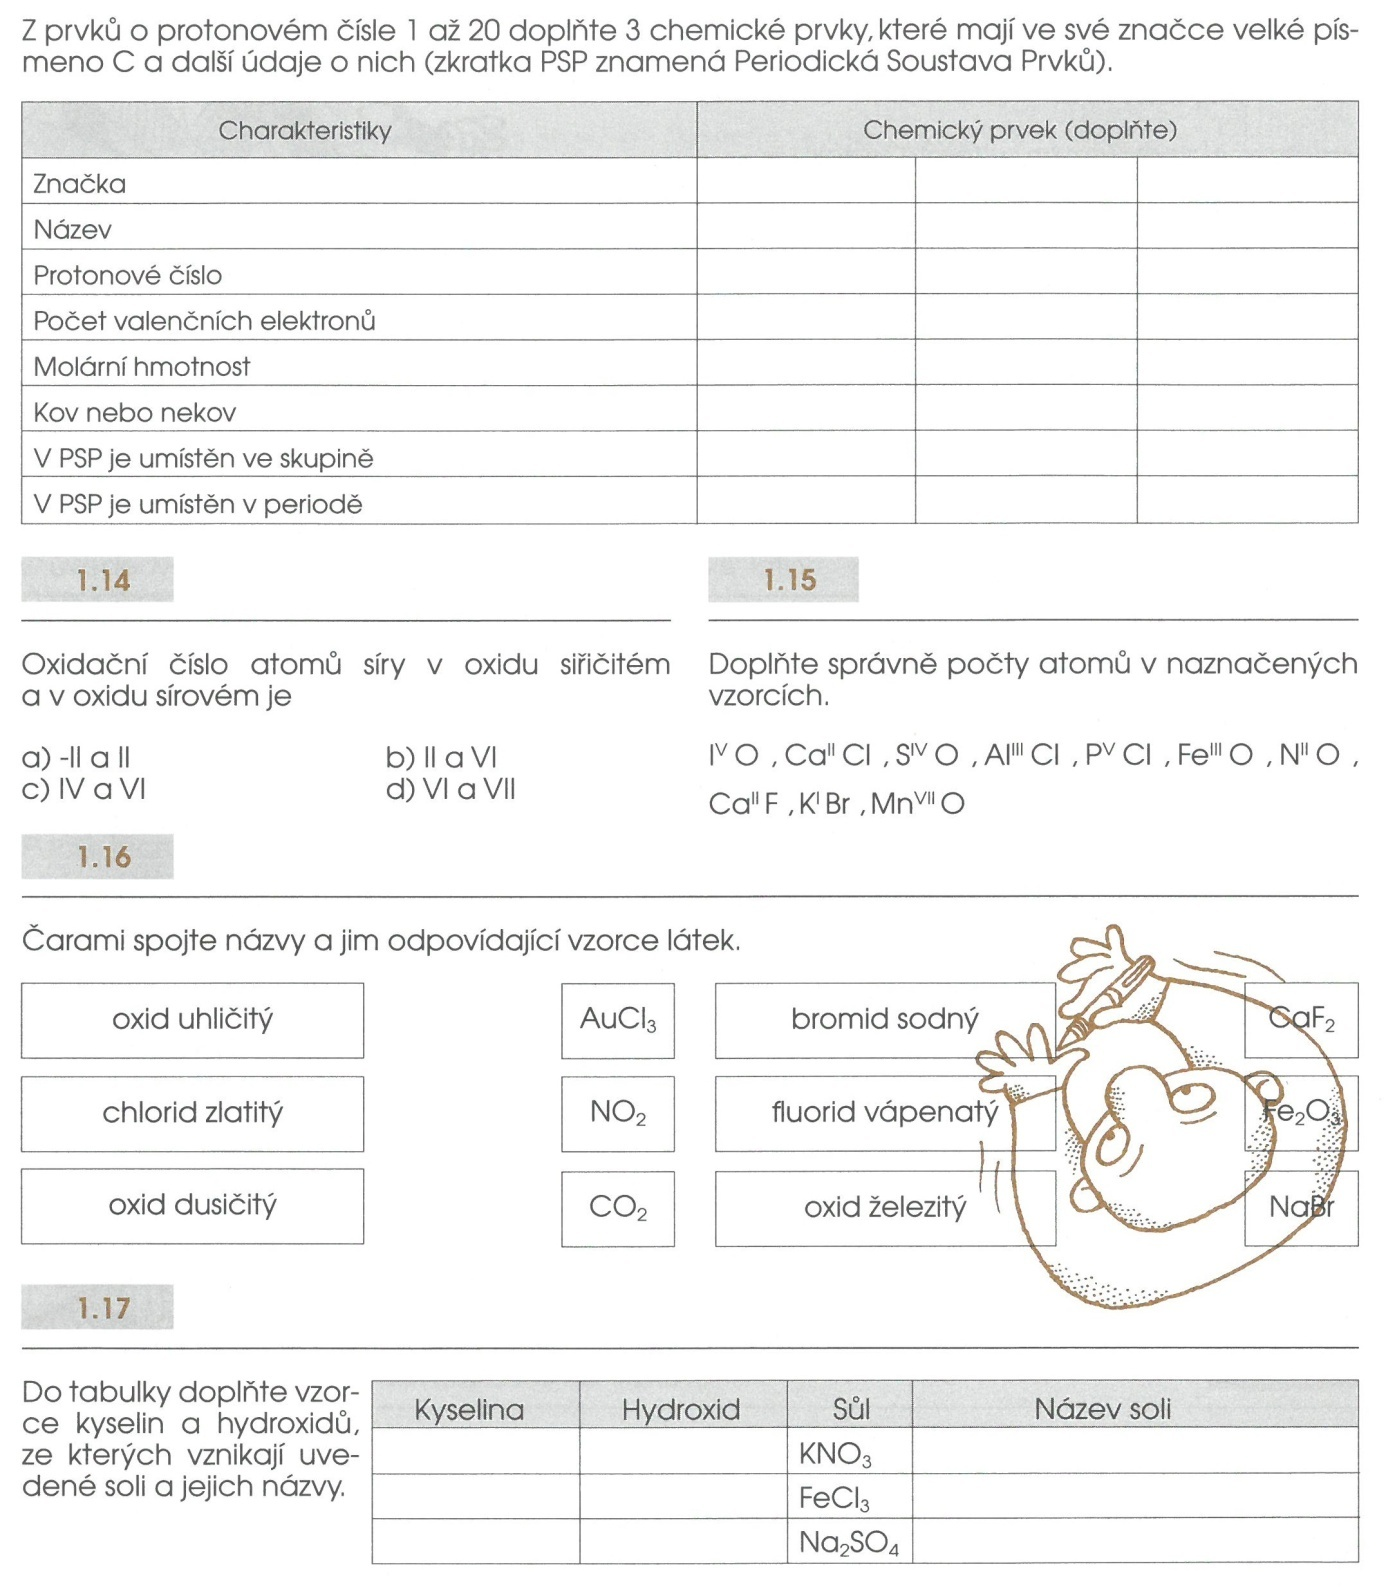 Z prvků o protonovém čísle 1 až 20 doplňte 3 chemické prvky, které mají ve své značce velké pís-
meno C a další údaje o nich (zkratka PSP znamená Periodická Soustava Prvků).
Charakteristiky Chemický prvek (doplňte)
Značka
Název
Protonové číslo
Počet valenčních elektronů
Molární hmotnost
Kov nebo nekov
V PSP je umístěn ve skupině
V PSP je umístěn v periodě
1.14
Oxidační číslo atomů síry v oxidu siřičitém
a v oxidu sírovém je
a) -II a II b) II a VI
c) IV a VI d) VI a VII
1.15
Doplňte správně počty atomů v naznačených
vzorcích.
Iⱽ O , Caᴵᴵ Cl , Sᴵⱽ O , Alᴵᴵᴵ Cl , Pⱽ Cl , Feᴵᴵᴵ O , Nᴵᴵ O ,
Caᴵᴵ F , Kᴵ Br , Mnⱽᴵᴵ O
1.16
Čarami spojte názvy a jim odpovídající vzorce látek.
oxid uhličitý AuCl₃ bromid sodný CaF₂
chlorid zlatitý NO₂ fluorid vápenatý Fe₂O₃
oxid dusičitý CO₂ oxid železitý NaBr
1.17
Do tabulky doplňte vzor-
ce kyselin a hydroxidů,
ze kterých vznikají uve-
dené soli a jejich názvy.
Kyselina Hydroxid Sůl Název soli
KNO₃
FeCl₃
Na₂SO₄